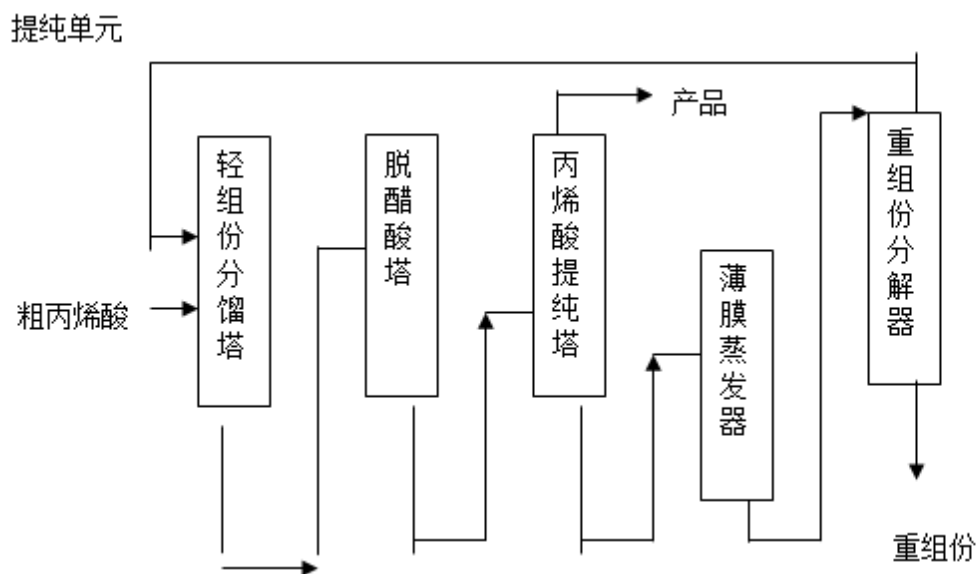 提纯单元
产品
粗丙烯酸
轻组份分馏塔
脱醋酸塔
丙烯酸提纯塔
薄膜蒸发器
重组份分解器
重组份